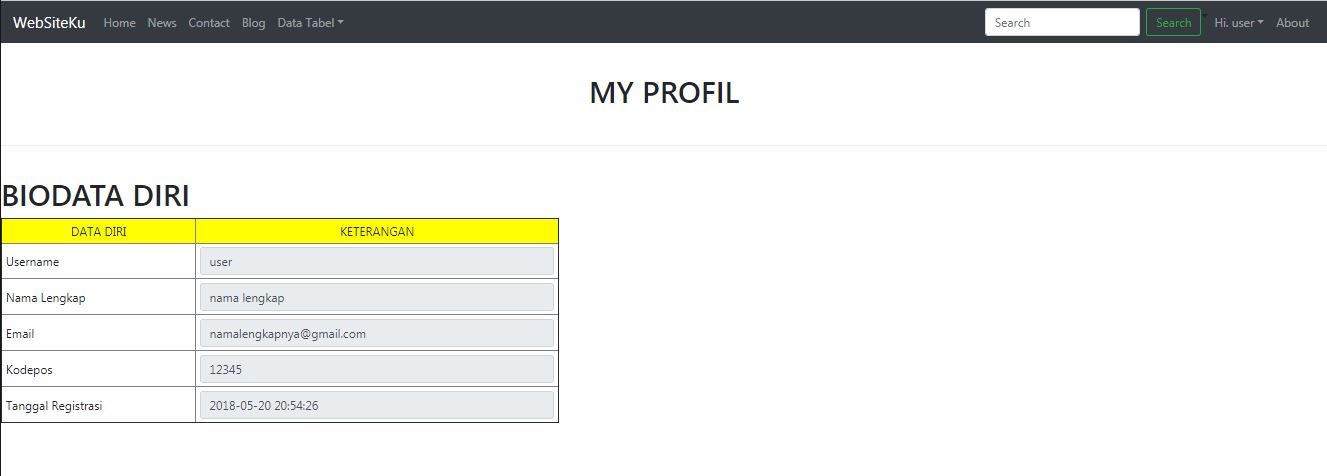 WebSiteKu Home News Contact Blog Data Tabel Search Search Hi. user About
MY PROFIL
BIODATA DIRI
DATA DIRI KETERANGAN
Username user
Nama Lengkap nama lengkap
Email namalengkapnya@gmail.com
Kodepos 12345
Tanggal Registrasi 2018-05-20 20:54:26